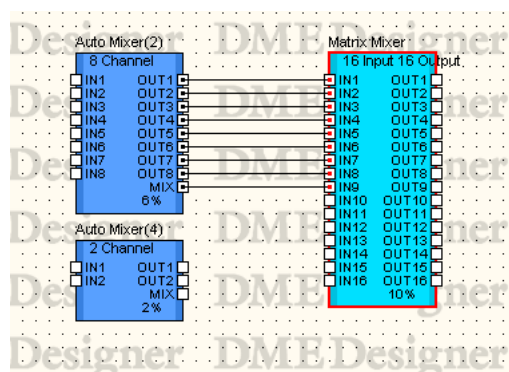 Auto Mixer(2)
8 Channel
IN1 OUT1
IN2 OUT2
IN3 OUT3
IN4 OUT4
IN5 OUT5
IN6 OUT6
IN7 OUT7
IN8 OUT8
MIX
6%
Auto Mixer(4)
2 Channel
IN1 OUT1
IN2 OUT2
MIX
2%
Matrix Mixer
16 Input 16 Output
IN1 OUT1
IN2 OUT2
IN3 OUT3
IN4 OUT4
IN5 OUT5
IN6 OUT6
IN7 OUT7
IN8 OUT8
IN9 OUT9
IN10 OUT10
IN11 OUT11
IN12 OUT12
IN13 OUT13
IN14 OUT14
IN15 OUT15
IN16 OUT16
10%
Designer DME Designer